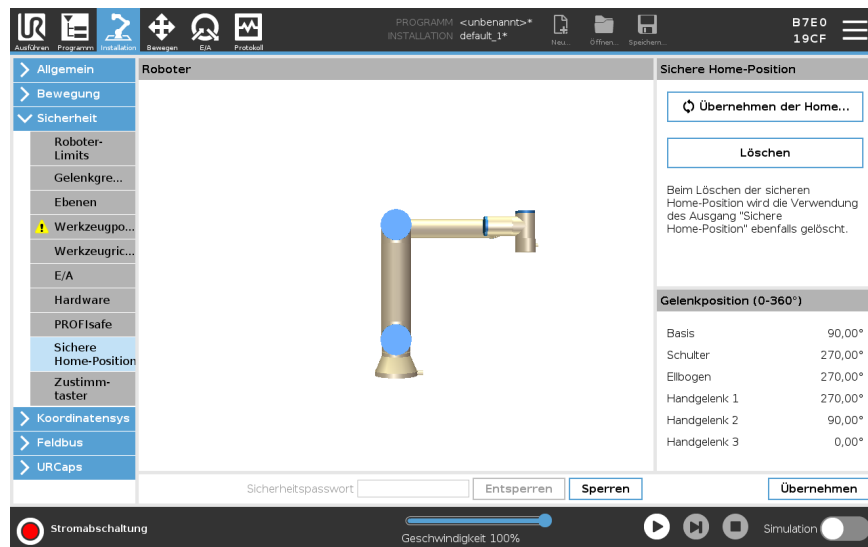 PROGRAMM <unbenannt>*
INSTALLATION default_1*
Ausführen
Programm
Installation
Bewegen
E/A
Protokoll
Neu...
Öffnen...
Speichern...
B7E0
19CF
Allgemein
Bewegung
Sicherheit
Roboter-
Limits
Gelenkgre...
Ebenen
Werkzeugpo...
Werkzeugric...
E/A
Hardware
PROFIsafe
Sichere
Home-Position
Zustimm-
taster
Koordinatensys
Feldbus
URCaps
Roboter
Sichere Home-Position
Übernehmen der Home...
Löschen
Beim Löschen der sicheren
Home-Position wird die Verwendung
des Ausgang "Sichere
Home-Position" ebenfalls gelöscht.
Gelenkposition (0-360°)
Basis 90,00°
Schulter 270,00°
Ellbogen 270,00°
Handgelenk 1 270,00°
Handgelenk 2 90,00°
Handgelenk 3 0,00°
Sicherheitspasswort
Entsperren
Sperren
Übernehmen
Stromabschaltung
Geschwindigkeit 100%
Simulation